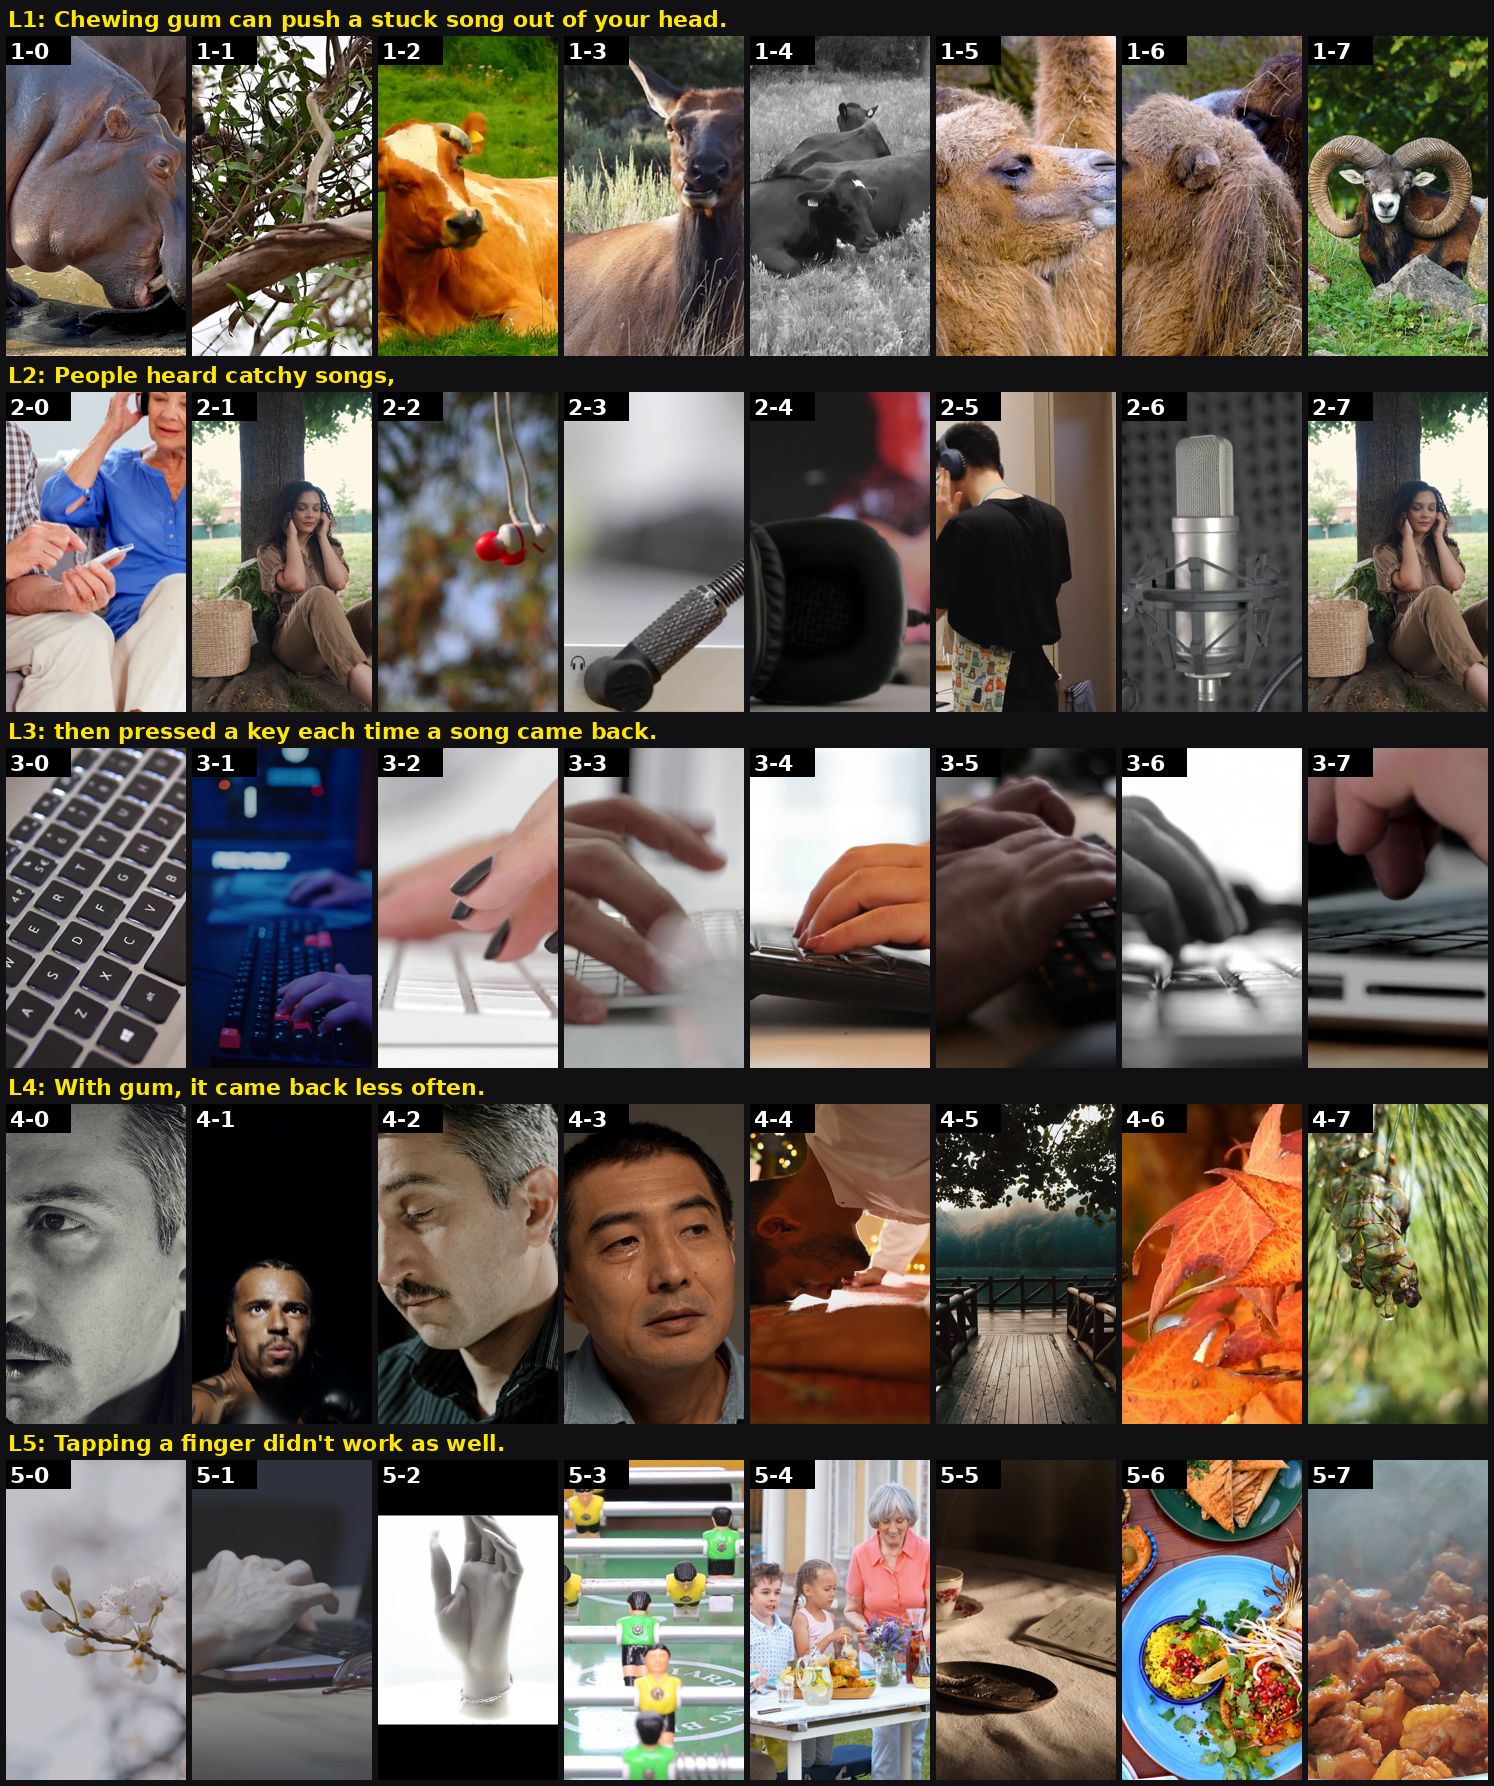 L1: Chewing gum can push a stuck song out of your head.
1-0 1-1 1-2 1-3 1-4 1-5 1-6 1-7
L2: People heard catchy songs,
2-0 2-1 2-2 2-3 2-4 2-5 2-6 2-7
L3: then pressed a key each time a song came back.
3-0 3-1 3-2 3-3 3-4 3-5 3-6 3-7
L4: With gum, it came back less often.
4-0 4-1 4-2 4-3 4-4 4-5 4-6 4-7
L5: Tapping a finger didn't work as well.
5-0 5-1 5-2 5-3 5-4 5-5 5-6 5-7